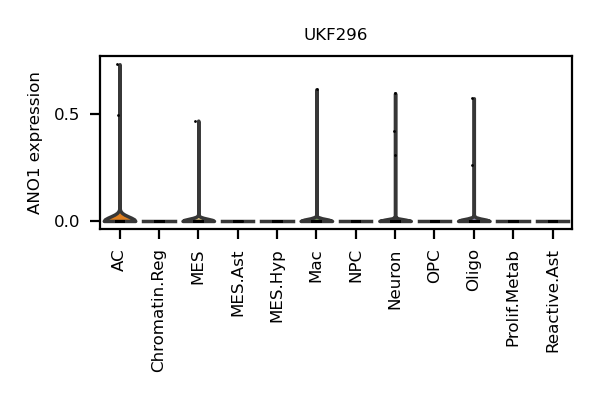 UKF296
ANO1 expression
0.5
0.0
AC
Chromatin.Reg
MES
MES.Ast
MES.Hyp
Mac
NPC
Neuron
OPC
Oligo
Prolif.Metab
Reactive.Ast